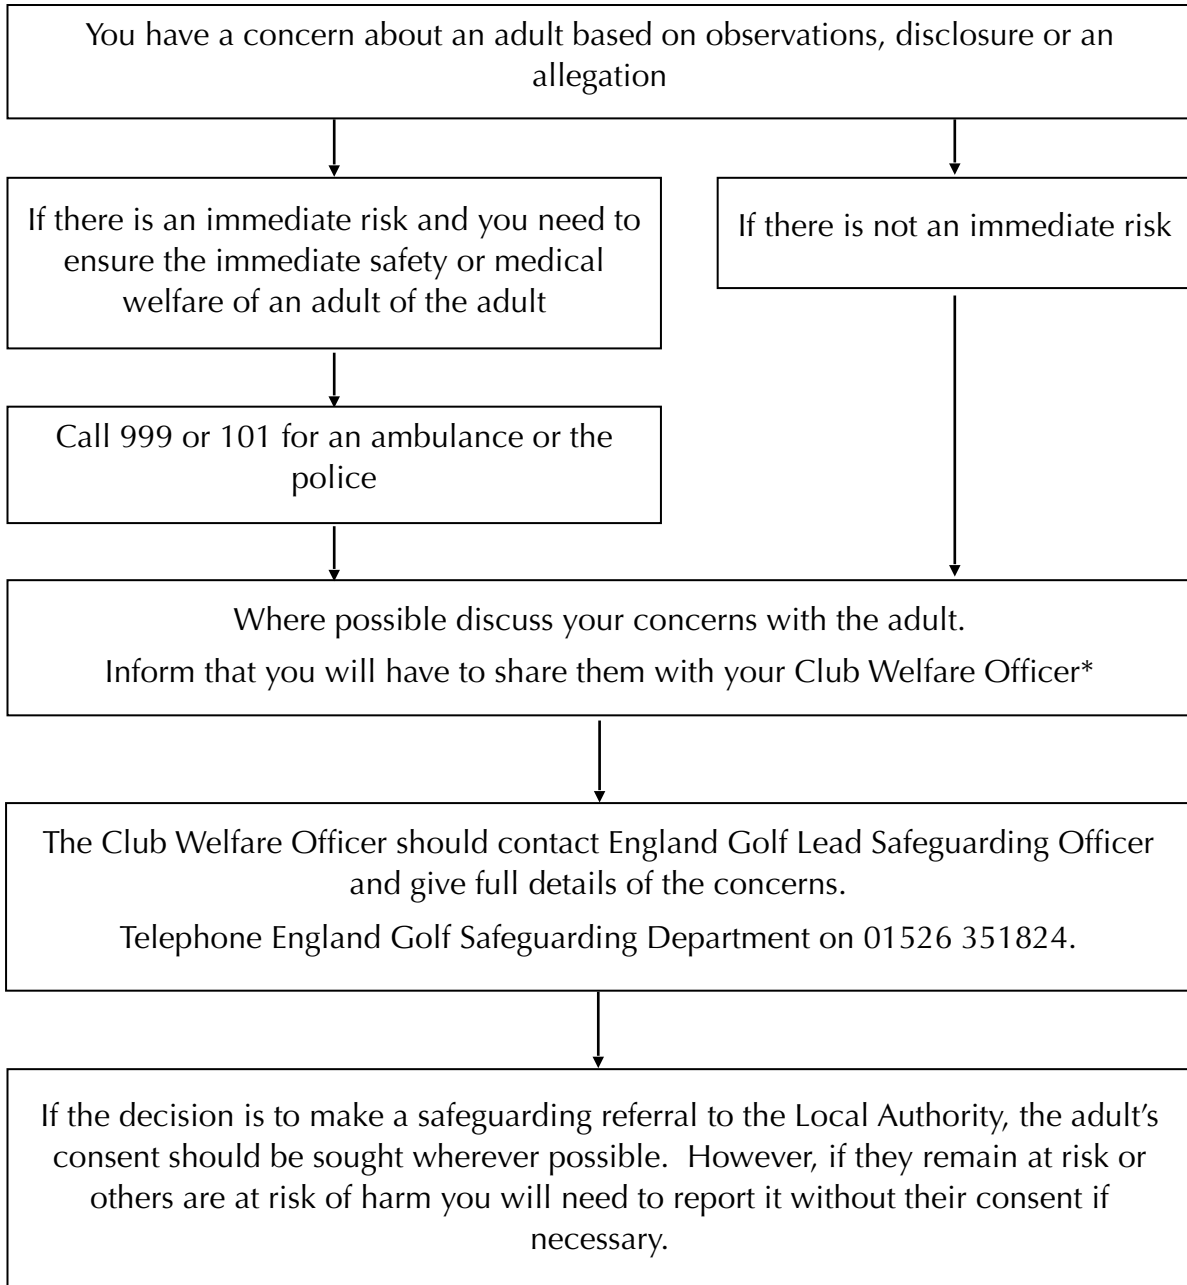 You have a concern about an adult based on observations, disclosure or an
allegation
If there is an immediate risk and you need to
ensure the immediate safety or medical
welfare of an adult of the adult
If there is not an immediate risk
Call 999 or 101 for an ambulance or the
police
Where possible discuss your concerns with the adult.
Inform that you will have to share them with your Club Welfare Officer*
The Club Welfare Officer should contact England Golf Lead Safeguarding Officer
and give full details of the concerns.
Telephone England Golf Safeguarding Department on 01526 351824.
If the decision is to make a safeguarding referral to the Local Authority, the adult’s
consent should be sought wherever possible.  However, if they remain at risk or
others are at risk of harm you will need to report it without their consent if
necessary.